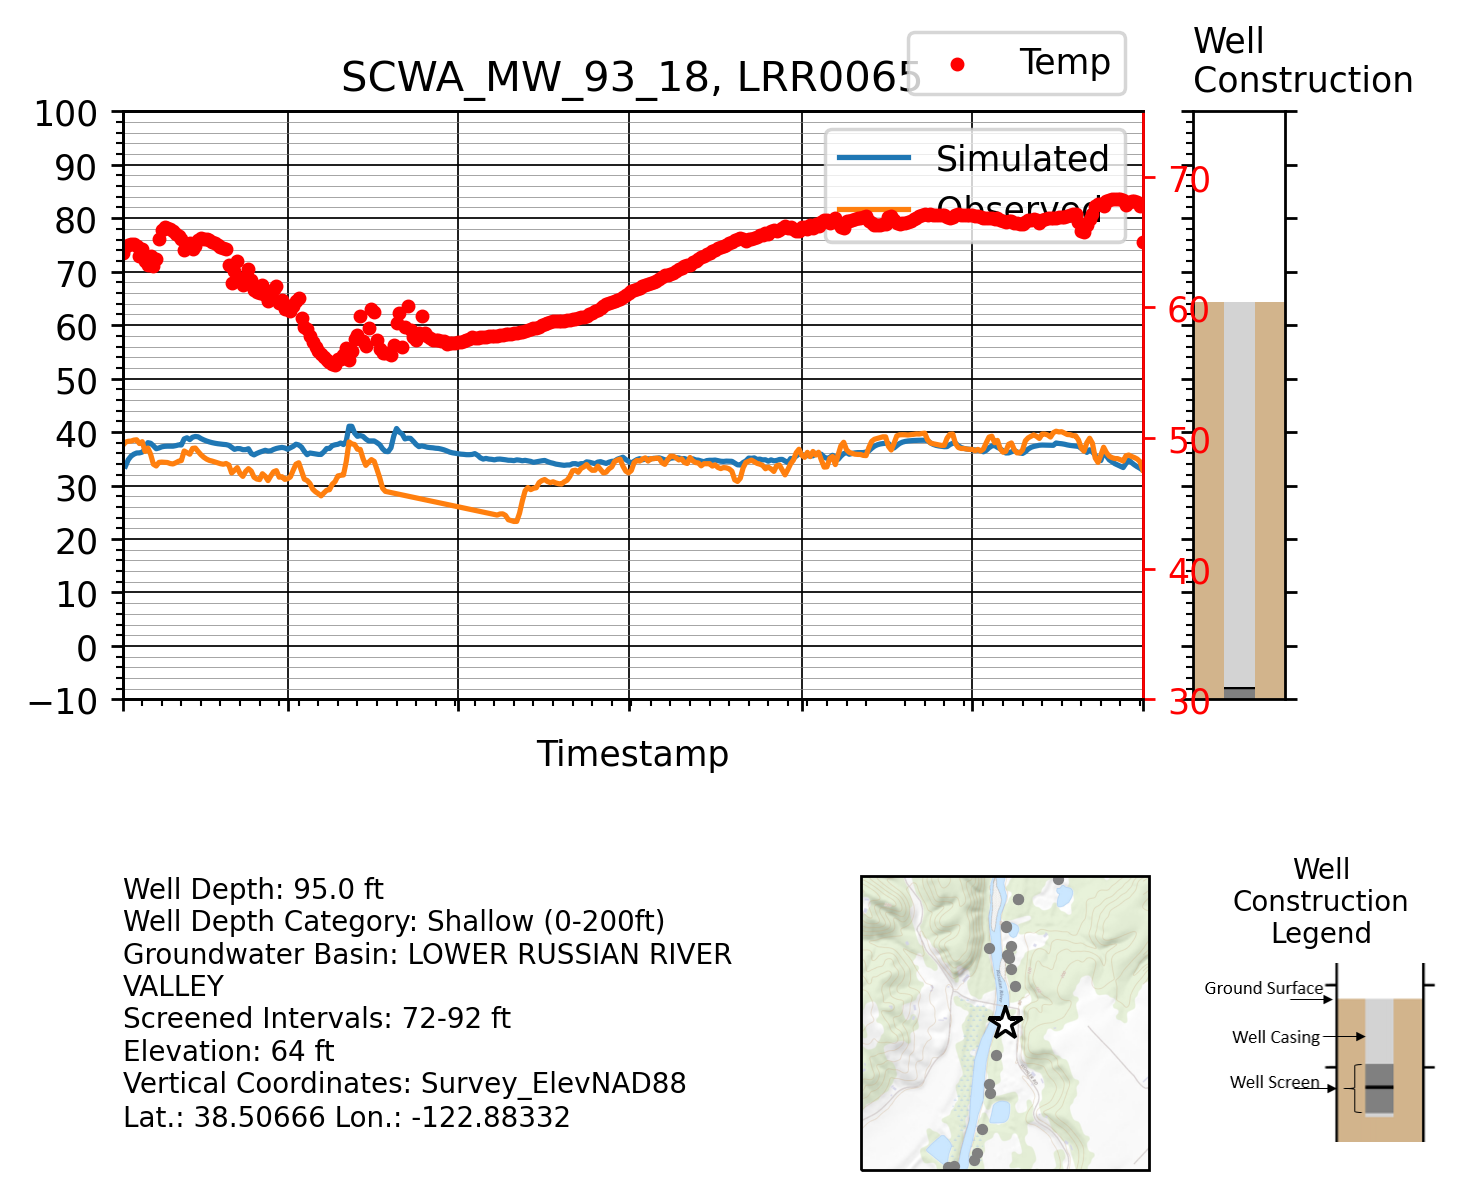 Well
Construction
Temp
SCWA_MW_93_18, LRR0065
Simulated
Observed
100
90
80
70
60
50
40
30
20
10
0
−10
70
60
50
40
30
Timestamp
Well Depth: 95.0 ft
Well Depth Category: Shallow (0-200ft)
Groundwater Basin: LOWER RUSSIAN RIVER
VALLEY
Screened Intervals: 72-92 ft
Elevation: 64 ft
Vertical Coordinates: Survey_ElevNAD88
Lat.: 38.50666 Lon.: -122.88332
Well
Construction
Legend
Ground Surface
Well Casing
Well Screen